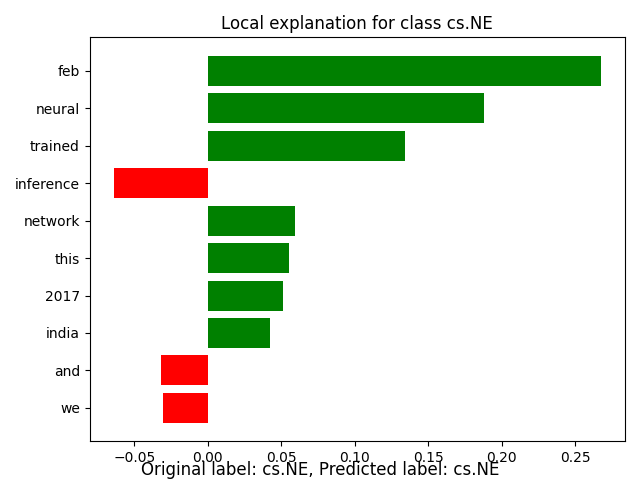 Local explanation for class cs.NE
feb
neural
trained
inference
network
this
2017
india
and
we
−0.05 0.00 0.05 0.10 0.15 0.20 0.25
Original label: cs.NE, Predicted label: cs.NE